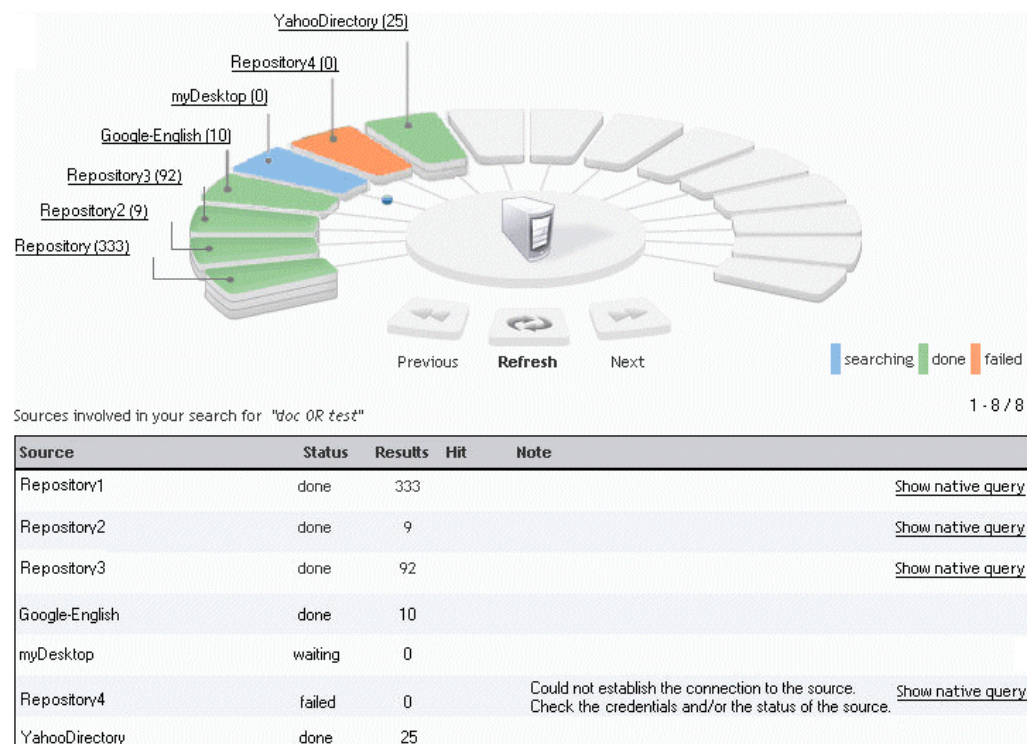 YahooDirectory (25)
Repository4 (0)
myDesktop (0)
Google-English (10)
Repository3 (92)
Repository2 (9)
Repository (333)
Previous Refresh Next
searching done failed
1 - 8 / 8
Sources involved in your search for "doc OR test"
Source Status Results Hit Note
Repository1 done 333 Show native query
Repository2 done 9 Show native query
Repository3 done 92 Show native query
Google-English done 10
myDesktop waiting 0
Repository4 failed 0 Could not establish the connection to the source. Show native query
Check the credentials and/or the status of the source.
YahooDirectory done 25